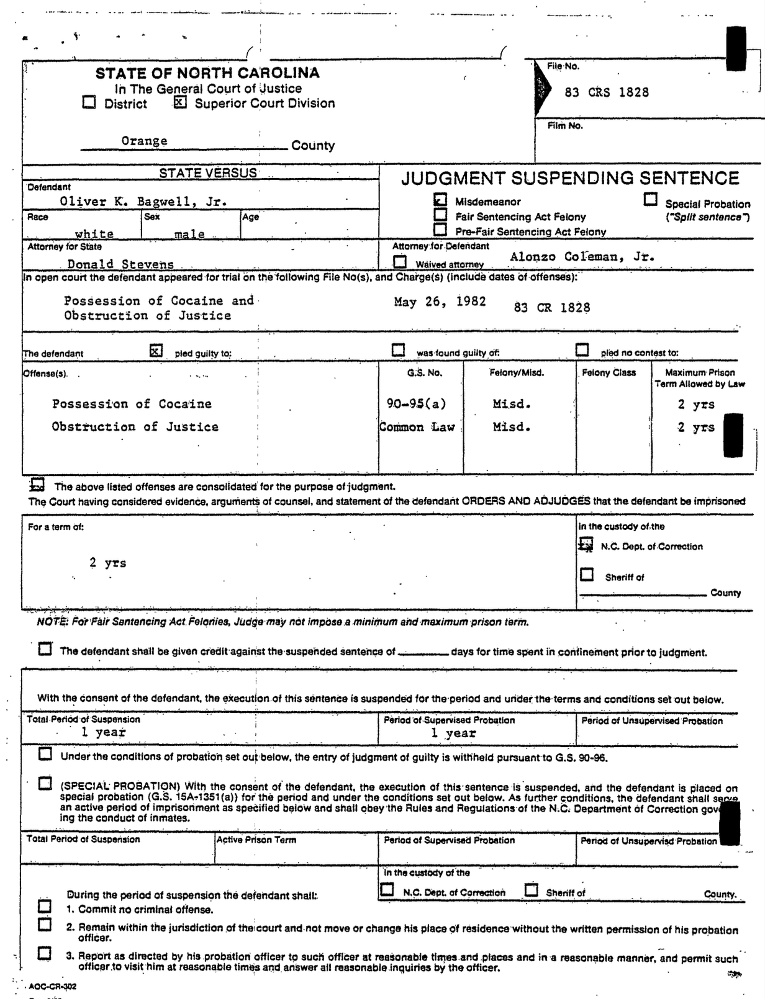 STATE OF NORTH CAROLINA
In The General Court of Justice
District x Superior Court Division
Orange County
File No.
83 CRS 1828
Film No.
STATE VERSUS
Defendant
Oliver K. Bagwell, Jr.
Race Sex Age
white male
Attorney for State
Donald Stevens
JUDGMENT SUSPENDING SENTENCE
Misdemeanor
Fair Sentencing Act Felony
Pre-Fair Sentencing Act Felony
Special Probation
("Split sentence")
Attorney for Defendant
Alonzo Coleman, Jr.
Waived attorney
In open court the defendant appeared for trial on the following File No(s), and Charge(s) (include dates of offenses):
Possession of Cocaine and May 26, 1982 83 CR 1828
Obstruction of Justice
The defendant x pled guilty to: was found guilty of: pled no contest to:
Offense(s). G.S. No. Felony/Misd. Felony Class Maximum Prison
Term Allowed by Law
Possession of Cocaine 90-95(a) Misd. 2 yrs
Obstruction of Justice Common Law Misd. 2 yrs
The above listed offenses are consolidated for the purpose of judgment.
The Court having considered evidence, arguments of counsel, and statement of the defendant ORDERS AND ADJUDGES that the defendant be imprisoned
For a term of:
2 yrs
in the custody of the
N.C. Dept. of Correction
Sheriff of
County
NOTE: For Fair Sentencing Act Felonies, Judge may not impose a minimum and maximum prison term.
The defendant shall be given credit against the suspended sentence of ________ days for time spent in confinement prior to judgment.
With the consent of the defendant, the execution of this sentence is suspended for the period and under the terms and conditions set out below.
Total Period of Suspension Period of Supervised Probation Period of Unsupervised Probation
1 year 1 year
Under the conditions of probation set out below, the entry of judgment of guilty is withheld pursuant to G.S. 90-96.
(SPECIAL PROBATION) With the consent of the defendant, the execution of this sentence is suspended, and the defendant is placed on
special probation (G.S. 15A-1351(a)) for the period and under the conditions set out below. As further conditions, the defendant shall serve
an active period of imprisonment as specified below and shall obey the Rules and Regulations of the N.C. Department of Correction gov
ing the conduct of inmates.
Total Period of Suspension Active Prison Term Period of Supervised Probation Period of Unsupervisd Probation
in the custody of the
N.C. Dept. of Correction Sheriff of County.
During the period of suspension the defendant shall:
1. Commit no criminal offense.
2. Remain within the jurisdiction of the court and not move or change his place of residence without the written permission of his probation
officer.
3. Report as directed by his probation officer to such officer at reasonable times and places and in a reasonable manner, and permit such
officer to visit him at reasonable times and answer all reasonable inquiries by the officer.
AOC-CR-302